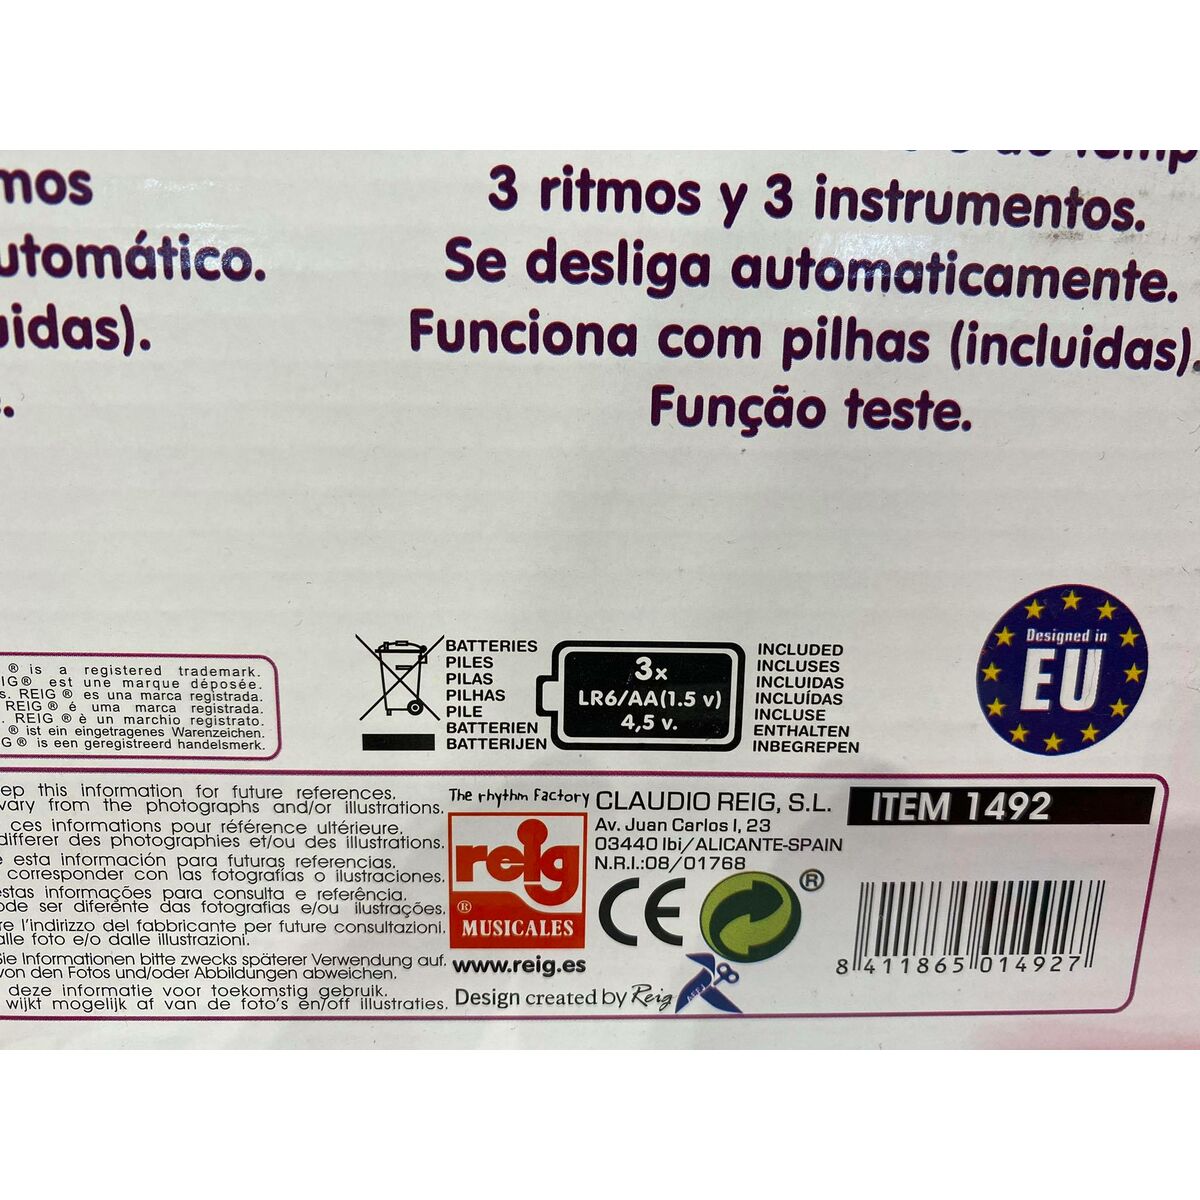 mos
utomático.
uidas).
3 ritmos y 3 instrumentos.
Se desliga automaticamente.
Funciona com pilhas (incluidas).
Função teste.
® is a registered trademark.
IG® est une marque déposée.
s. REIG ® es una marca registrada.
REIG ® é uma marca registrada.
. REIG ® è un marchio registrato.
® ist ein eingetragenes Warenzeichen.
G ® is een geregistreerd handelsmerk.
BATTERIES
PILES
PILAS
PILHAS
PILE
BATTERIEN
BATTERIJEN
3x
LR6/AA(1.5 v)
4,5 v.
INCLUDED
INCLUSES
INCLUIDAS
INCLUÍDAS
INCLUSE
ENTHALTEN
INBEGREPEN
Designed in
EU
ep this information for future references.
vary from the photographs and/or illustrations.
ces informations pour référence ultérieure.
differer des photographies et/ou des illustrations.
esta información para futuras referencias.
corresponder con las fotografías o ilustraciones.
estas informações para consulta e referência.
ode ser diferente das fotografias e/ou ilustrações.
re l'indirizzo del fabbricante per future consultazioni.
alle foto e/o dalle illustrazioni.
Sie Informationen bitte zwecks späterer Verwendung auf.
von den Fotos und/oder Abbildungen abweichen.
deze informatie voor toekomstig gebruik.
wijkt mogelijk af van de foto's en/off illustraties.
The rhythm Factory
reig
®
MUSICALES
www.reig.es
Design created by Reig
CLAUDIO REIG, S.L.
Av. Juan Carlos I, 23
03440 Ibi/ALICANTE-SPAIN
N.R.I.:08/01768
CE
®
ITEM 1492
8 411865 014927